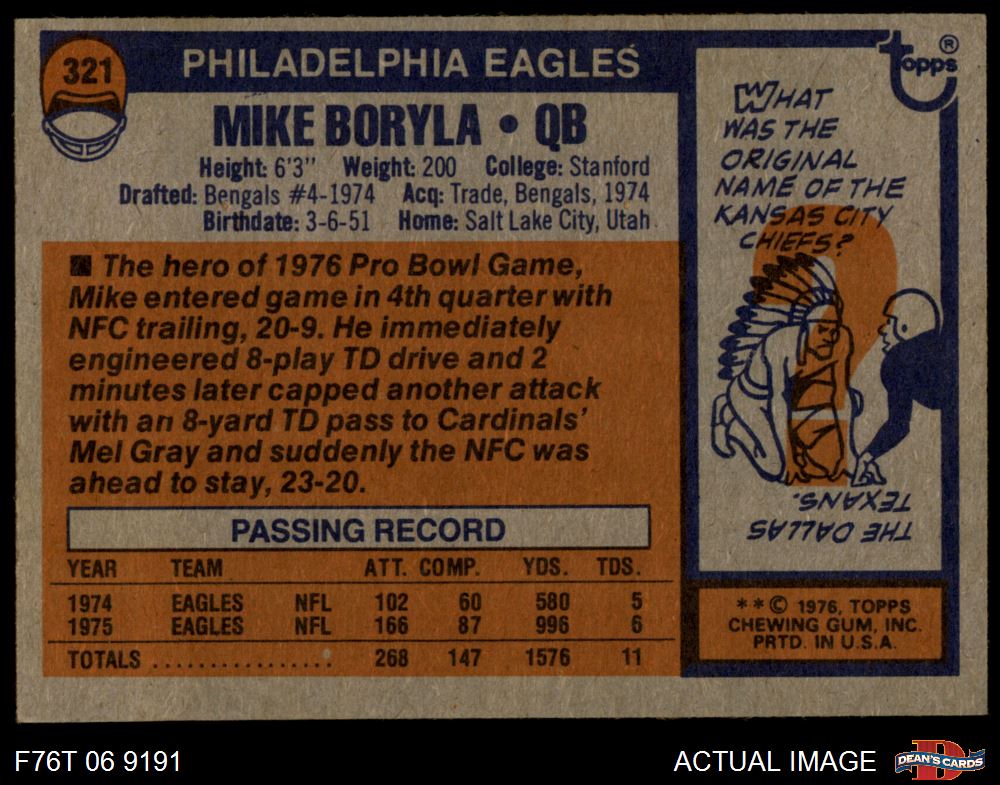 321
PHILADELPHIA EAGLES
MIKE BORYLA • QB
Height: 6'3" Weight: 200 College: Stanford
Drafted: Bengals #4-1974 Acq: Trade, Bengals, 1974
Birthdate: 3-6-51 Home: Salt Lake City, Utah
■ The hero of 1976 Pro Bowl Game,
Mike entered game in 4th quarter with
NFC trailing, 20-9. He immediately
engineered 8-play TD drive and 2
minutes later capped another attack
with an 8-yard TD pass to Cardinals'
Mel Gray and suddenly the NFC was
ahead to stay, 23-20.
PASSING RECORD
YEAR TEAM ATT. COMP. YDS. TDS.
1974 EAGLES NFL 102 60 580 5
1975 EAGLES NFL 166 87 996 6
TOTALS ................ 268 147 1576 11
topps®
WHAT
WAS THE
ORIGINAL
NAME OF THE
KANSAS CITY
CHIEFS?
THE DALLAS
TEXANS.
**© 1976, TOPPS
CHEWING GUM, INC.
PRTD. IN U.S.A.
F76T 06 9191
ACTUAL IMAGE
D
DEAN'S CARDS